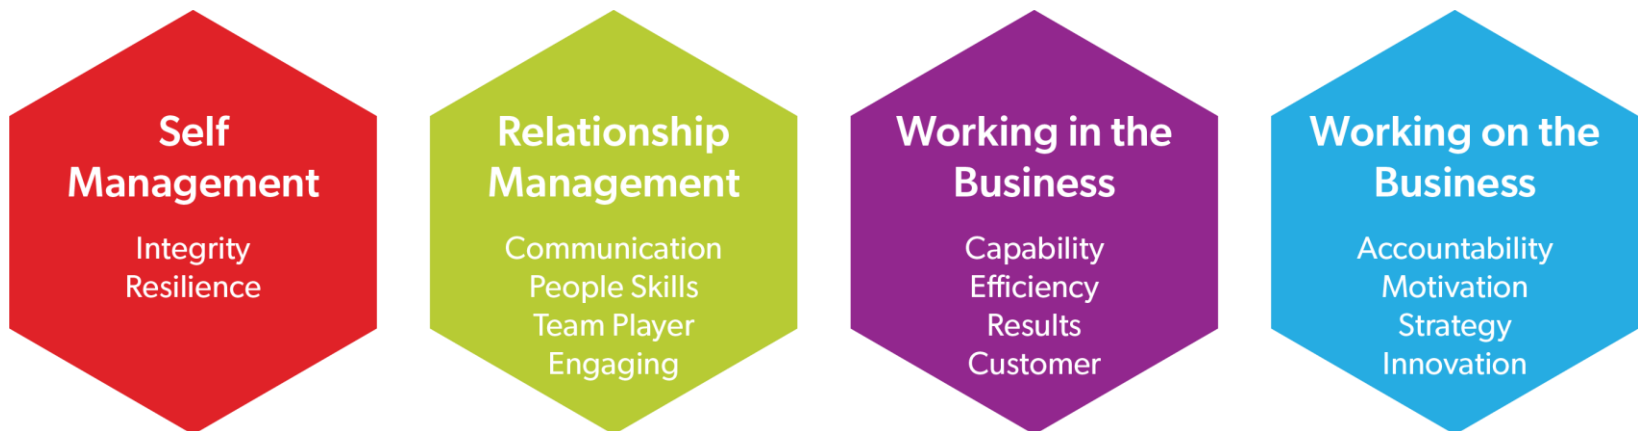 Self
Management
Integrity
Resilience
Relationship
Management
Communication
People Skills
Team Player
Engaging
Working in the
Business
Capability
Efficiency
Results
Customer
Working on the
Business
Accountability
Motivation
Strategy
Innovation